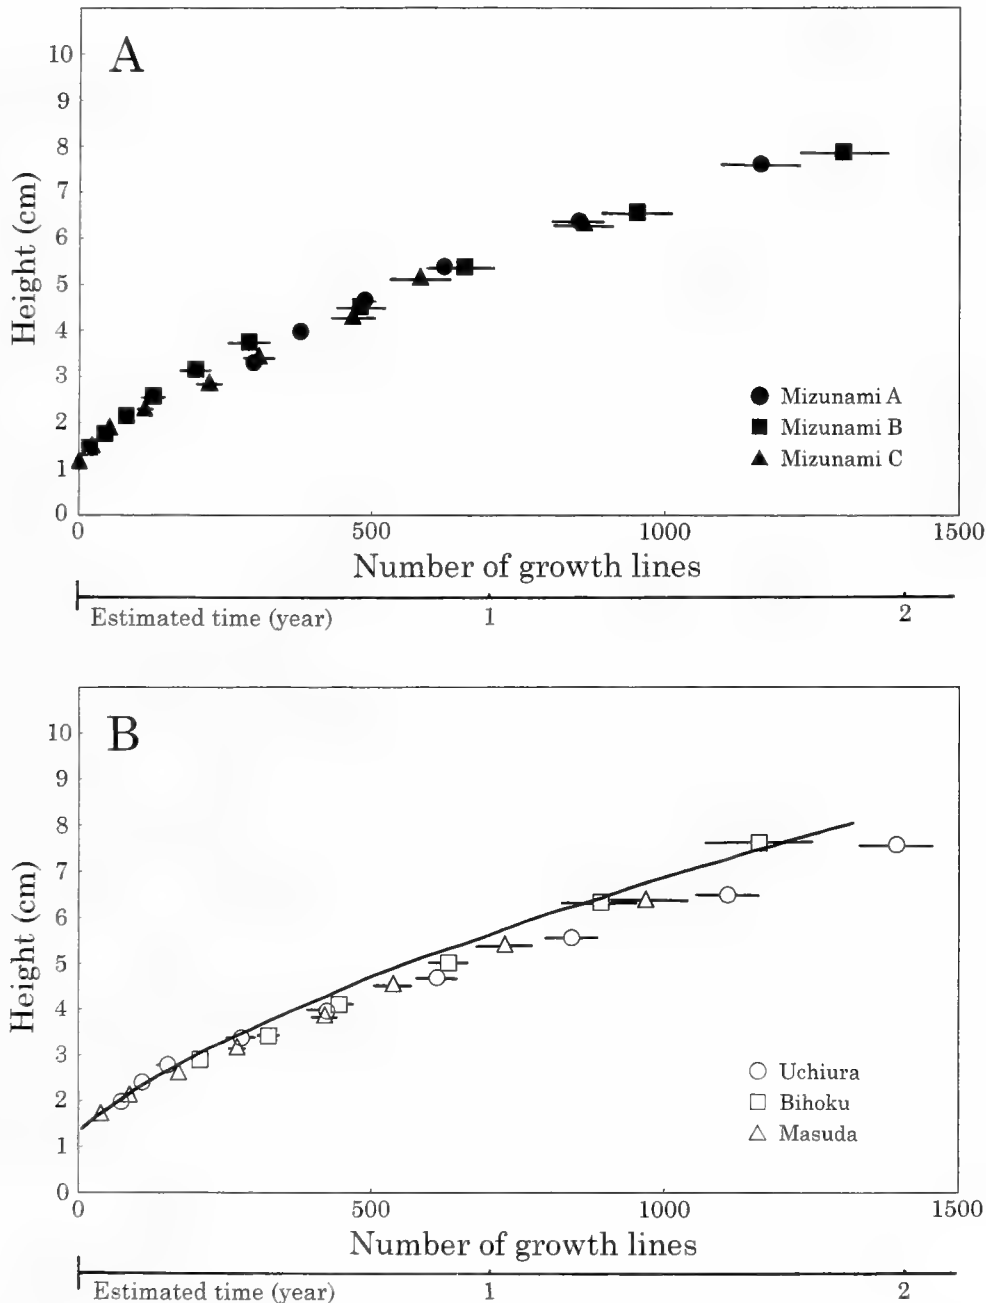 A
10
9
8
7
6
5
4
3
2
1
0
Height (cm)
Mizunami A
Mizunami B
Mizunami C
0 500 1000 1500
Number of growth lines
Estimated time (year) 1 2
B
10
9
8
7
6
5
4
3
2
1
0
Height (cm)
Uchiura
Bihoku
Masuda
0 500 1000 1500
Number of growth lines
Estimated time (year) 1 2